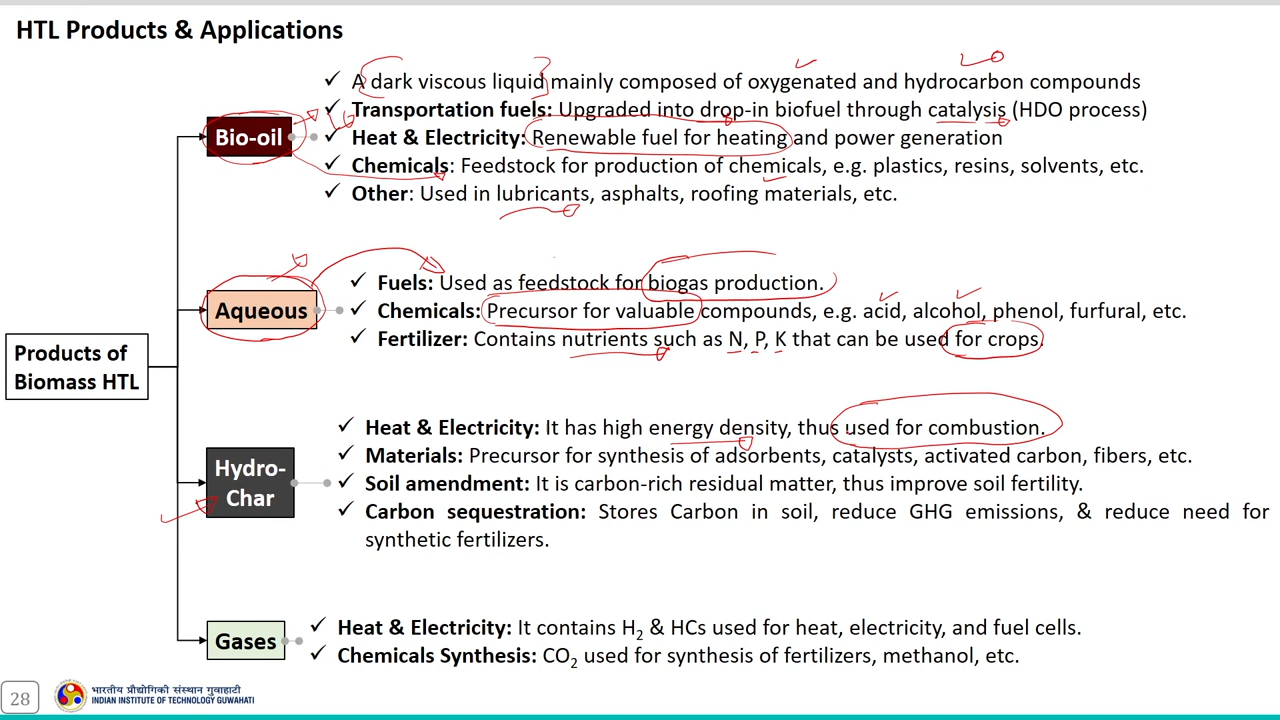 HTL Products & Applications
✓ A dark viscous liquid mainly composed of oxygenated and hydrocarbon compounds
✓ Transportation fuels: Upgraded into drop-in biofuel through catalysis (HDO process)
Bio-oil
✓ Heat & Electricity: Renewable fuel for heating and power generation
✓ Chemicals: Feedstock for production of chemicals, e.g. plastics, resins, solvents, etc.
✓ Other: Used in lubricants, asphalts, roofing materials, etc.
✓ Fuels: Used as feedstock for biogas production.
Aqueous
✓ Chemicals: Precursor for valuable compounds, e.g. acid, alcohol, phenol, furfural, etc.
✓ Fertilizer: Contains nutrients such as N, P, K that can be used for crops.
Products of
Biomass HTL
✓ Heat & Electricity: It has high energy density, thus used for combustion.
✓ Materials: Precursor for synthesis of adsorbents, catalysts, activated carbon, fibers, etc.
Hydro-
Char
✓ Soil amendment: It is carbon-rich residual matter, thus improve soil fertility.
✓ Carbon sequestration: Stores Carbon in soil, reduce GHG emissions, & reduce need for
synthetic fertilizers.
Gases
✓ Heat & Electricity: It contains H₂ & HCs used for heat, electricity, and fuel cells.
✓ Chemicals Synthesis: CO₂ used for synthesis of fertilizers, methanol, etc.
28
भारतीय प्रौद्योगिकी संस्थान गुवाहाटी
INDIAN INSTITUTE OF TECHNOLOGY GUWAHATI